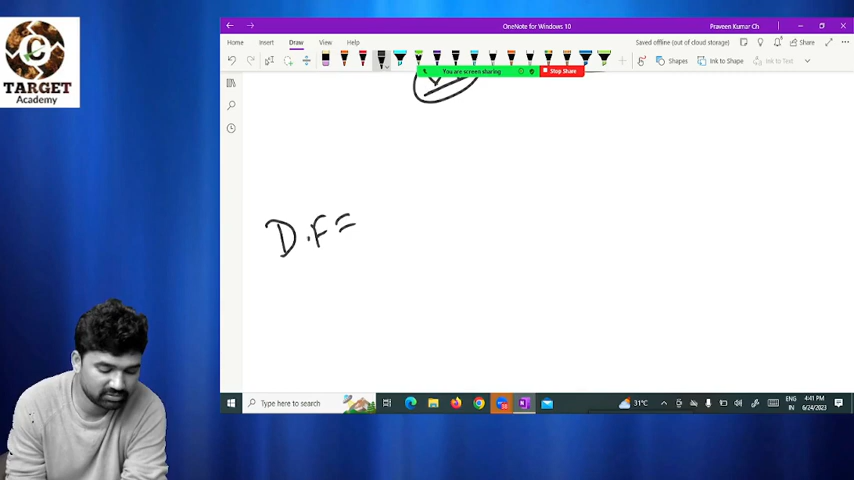 OneNote for Windows 10
Praveen Kumar Ch
Home Insert Draw View Help
Saved offline (out of cloud storage)
Share
Shapes
Ink to Shape
Ink to Text
You are screen sharing
Stop Share
TARGET
Academy
D.F =
Type here to search
31°C
ENG
IN
4:41 PM
6/24/2023